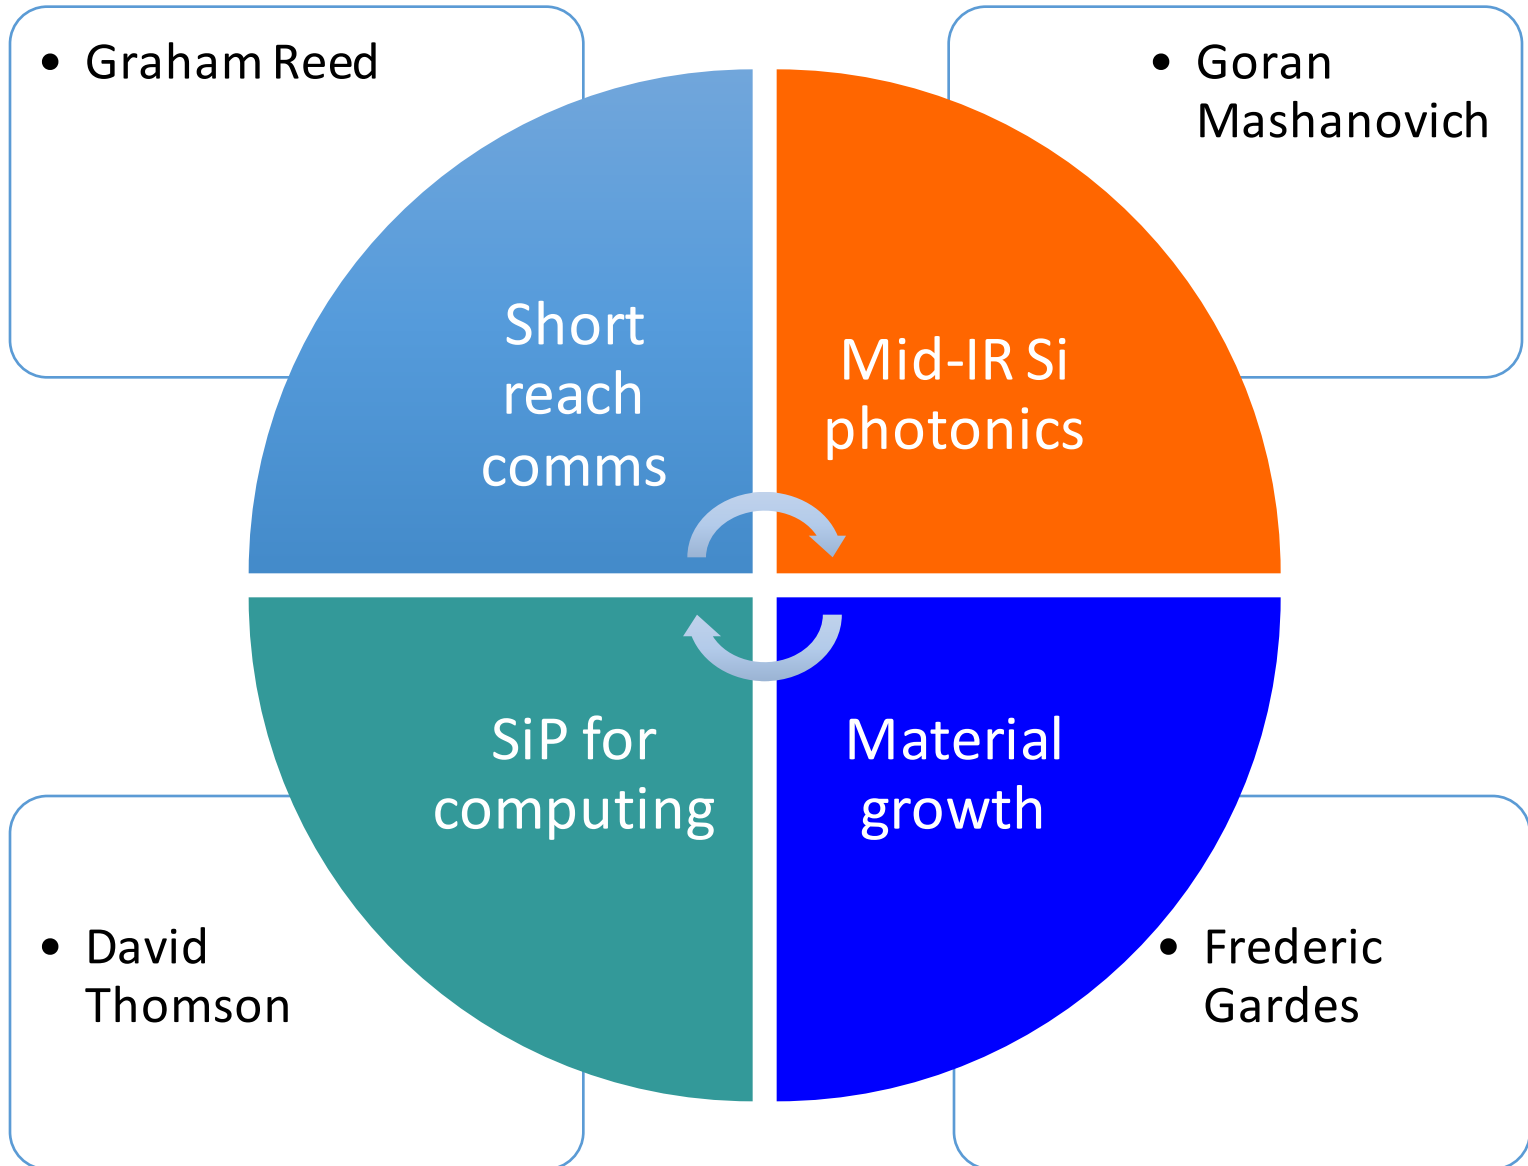 • Graham Reed
• Goran
Mashanovich
Short
reach
comms
Mid-IR Si
photonics
SiP for
computing
Material
growth
• David
Thomson
• Frederic
Gardes